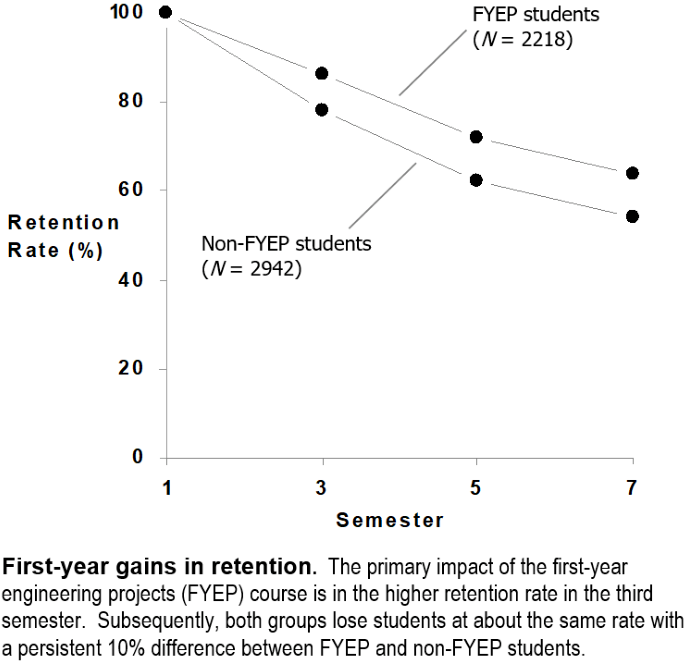 100
FYEP students
(N = 2218)
80
60
Retention
Rate (%)
Non-FYEP students
(N = 2942)
40
20
0
1 3 5 7
Semester
First-year gains in retention. The primary impact of the first-year
engineering projects (FYEP) course is in the higher retention rate in the third
semester. Subsequently, both groups lose students at about the same rate with
a persistent 10% difference between FYEP and non-FYEP students.